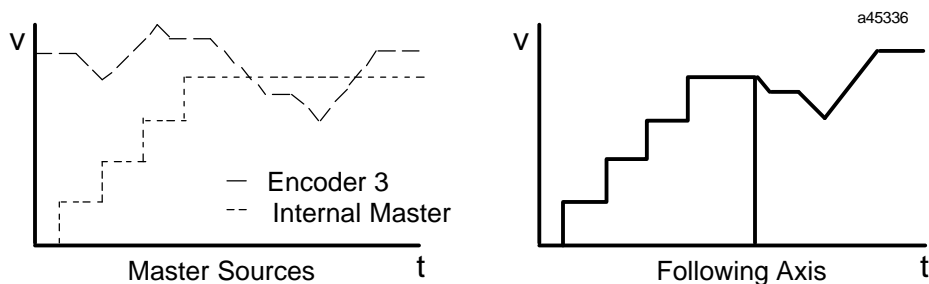 a45336
v
v
Encoder 3
Internal Master
Master Sources
t
Following Axis
t